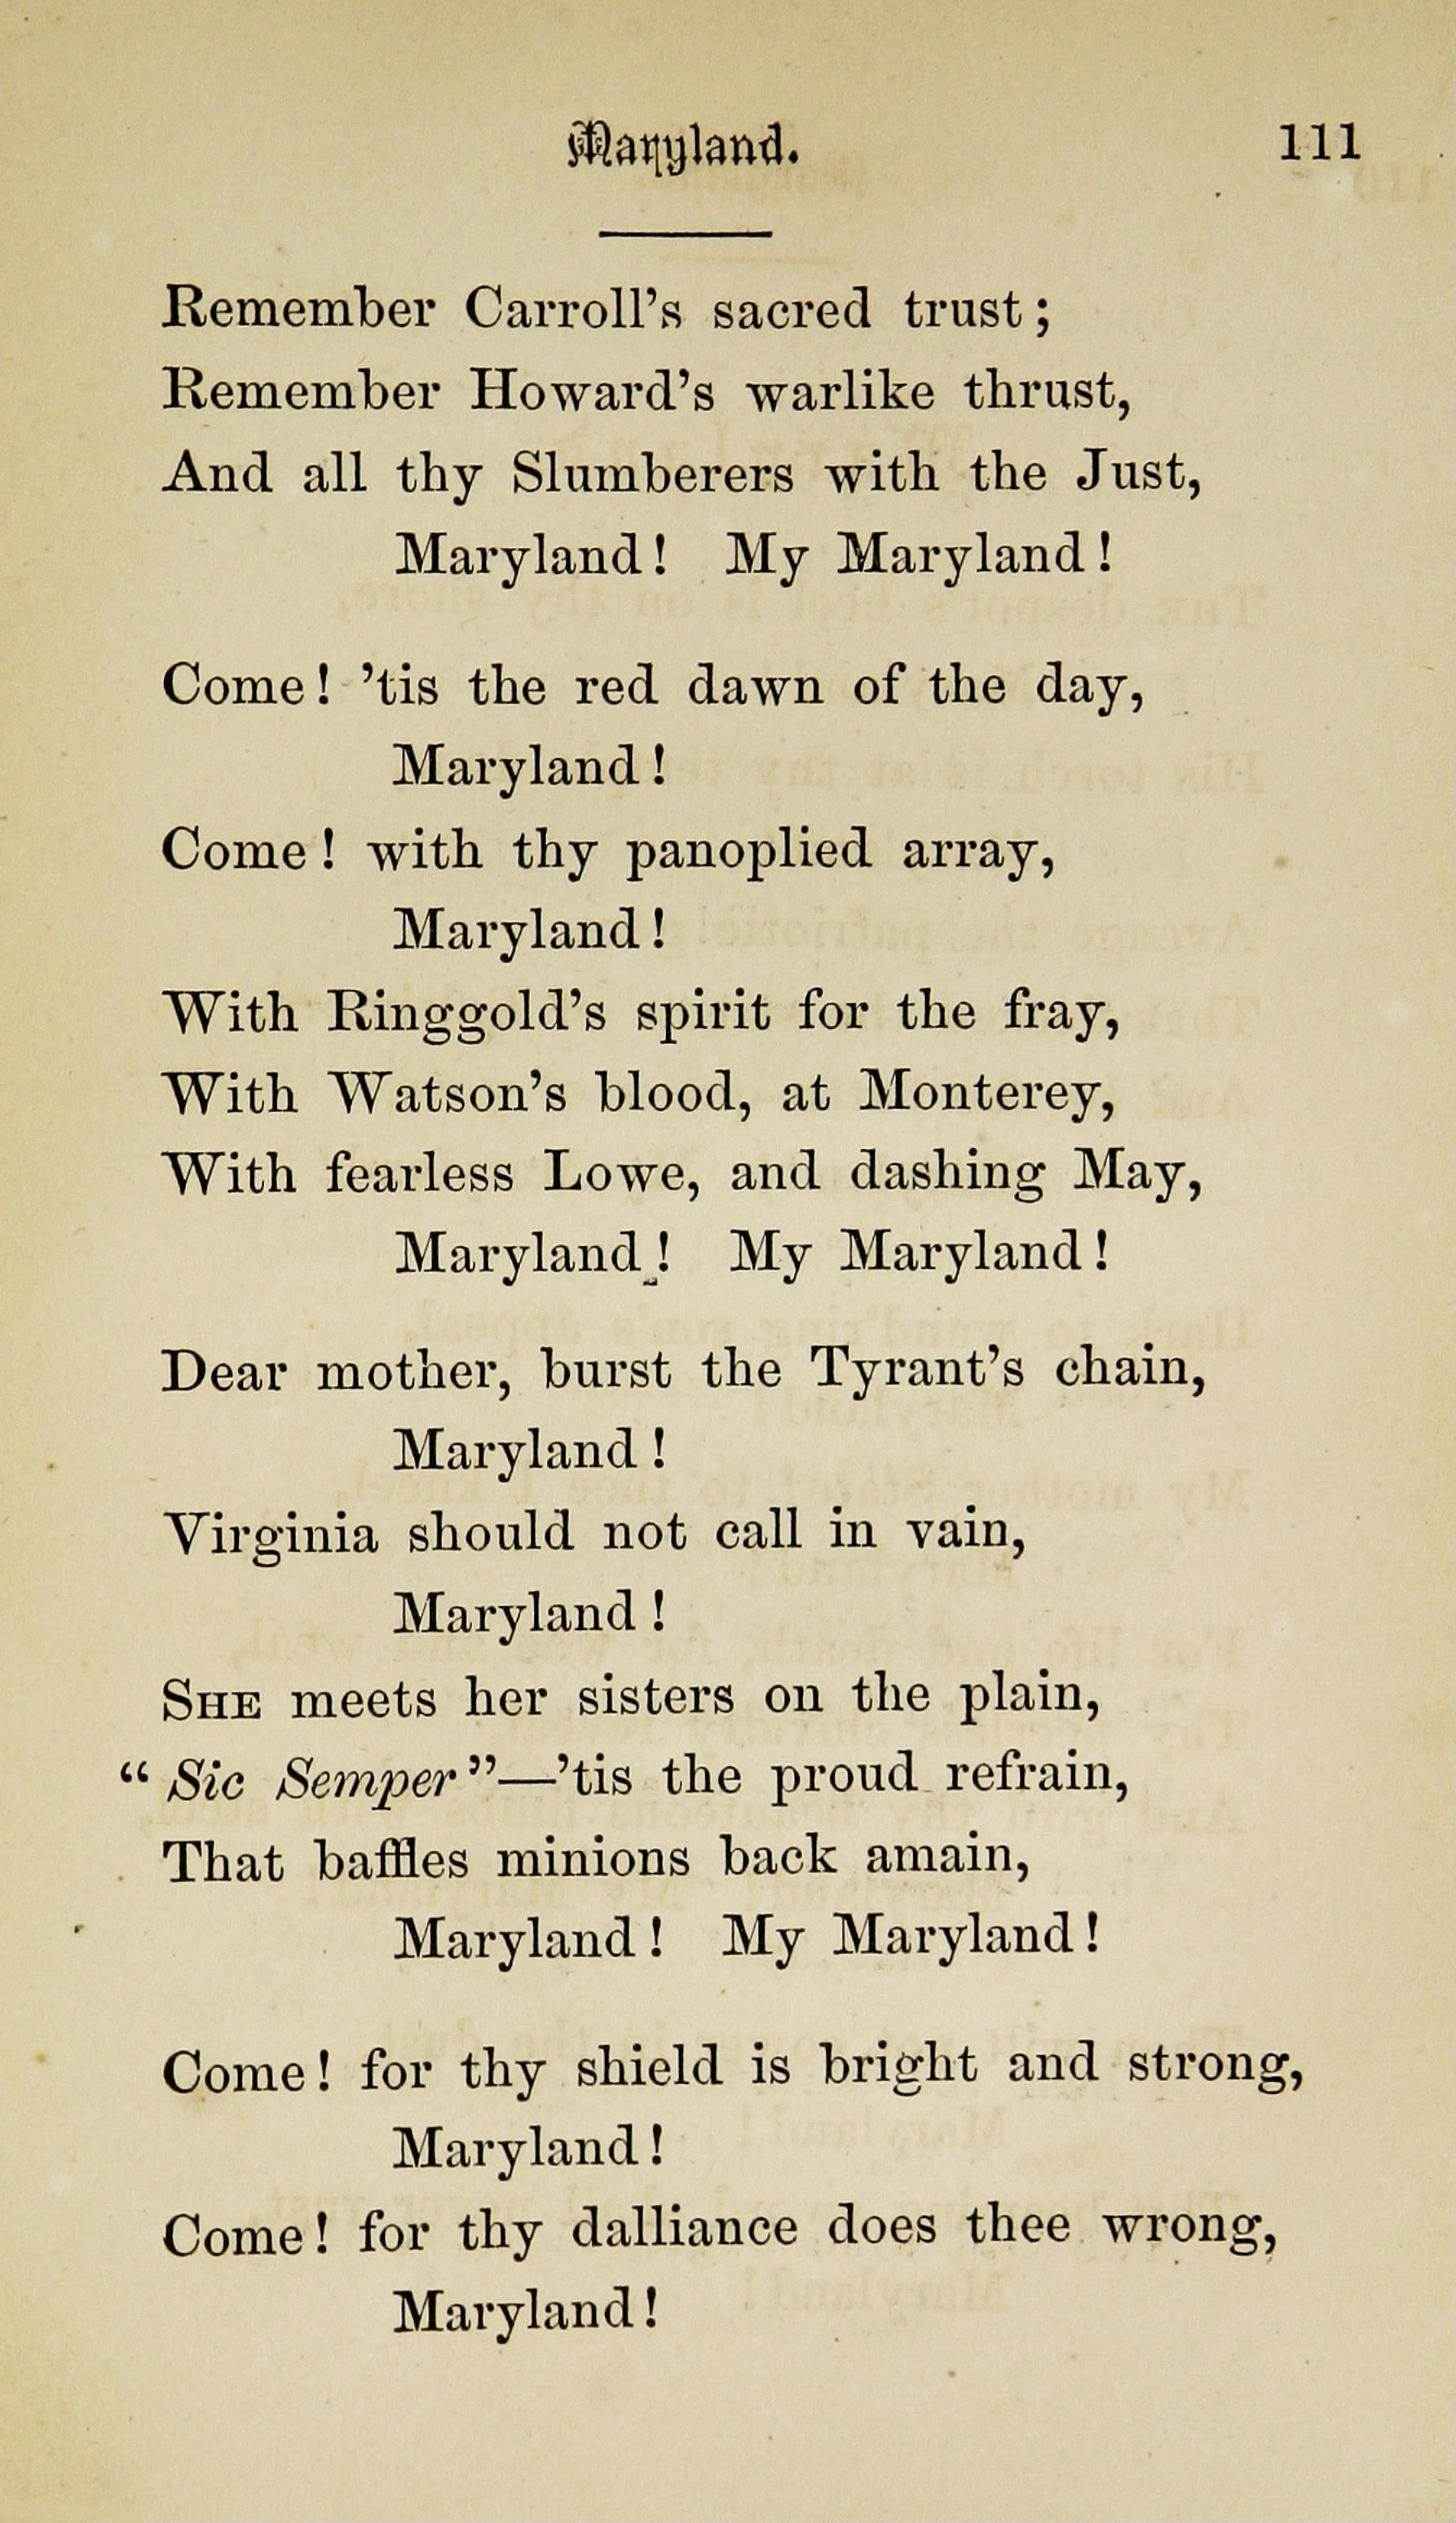 Maryland. 111
Remember Carroll's sacred trust;
Remember Howard's warlike thrust,
And all thy Slumberers with the Just,
Maryland! My Maryland!
Come! 'tis the red dawn of the day,
Maryland!
Come! with thy panoplied array,
Maryland!
With Ringgold's spirit for the fray,
With Watson's blood, at Monterey,
With fearless Lowe, and dashing May,
Maryland! My Maryland!
Dear mother, burst the Tyrant's chain,
Maryland!
Virginia should not call in vain,
Maryland!
SHE meets her sisters on the plain,
"Sic Semper"—'tis the proud refrain,
That baffles minions back amain,
Maryland! My Maryland!
Come! for thy shield is bright and strong,
Maryland!
Come! for thy dalliance does thee wrong,
Maryland!